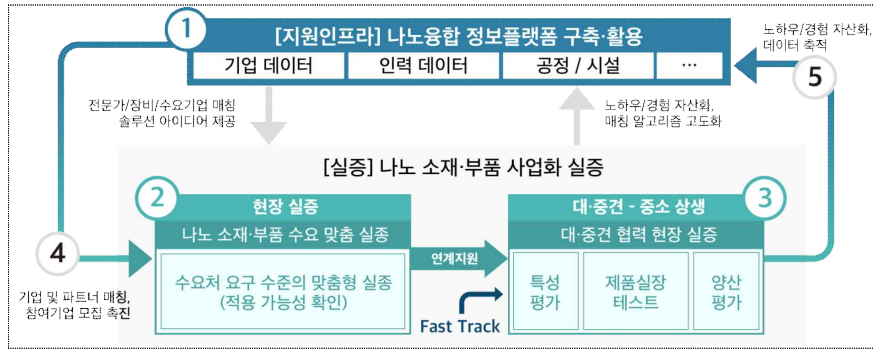 1
[지원인프라] 나노융합 정보플랫폼 구축·활용
기업 데이터
인력 데이터
공정 / 시설
···
노하우/경험 자산화,
데이터 축적
5
전문가/장비/수요기업 매칭
솔루션 아이디어 제공
노하우/경험 자산화,
매칭 알고리즘 고도화
[실증] 나노 소재·부품 사업화 실증
2
현장 실증
나노 소재·부품 수요 맞춤 실종
수요처 요구 수준의 맞춤형 실종
(적용 가능성 확인)
연계지원
3
대·중견 - 중소 상생
대·중견 협력 현장 실증
특성
평가
제품실장
테스트
양산
평가
Fast Track
4
기업 및 파트너 매칭,
참여기업 모집 촉진